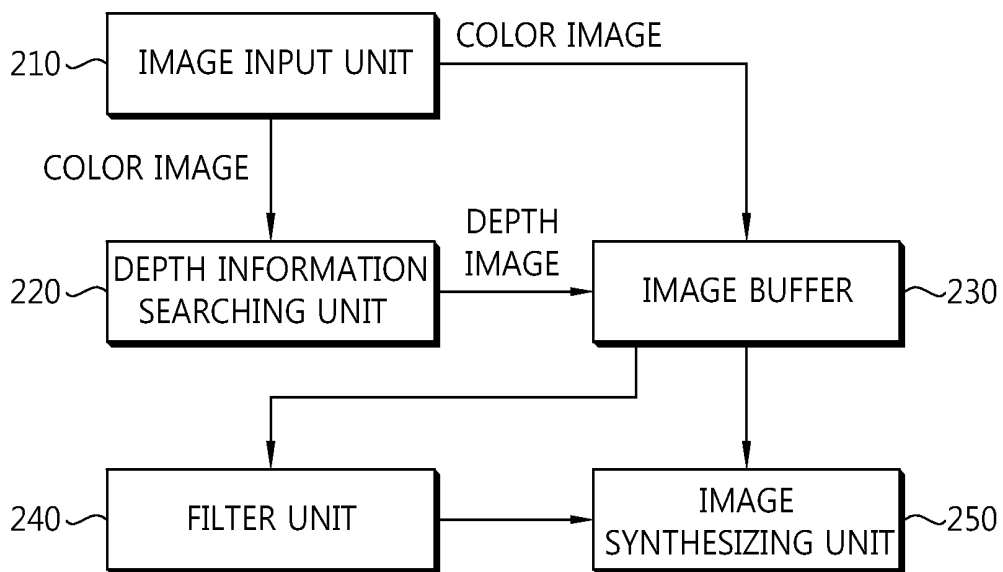 COLOR IMAGE
210
IMAGE INPUT UNIT
COLOR IMAGE
DEPTH
IMAGE
220
DEPTH INFORMATION
SEARCHING UNIT
IMAGE BUFFER
230
240
FILTER UNIT
IMAGE
SYNTHESIZING UNIT
250